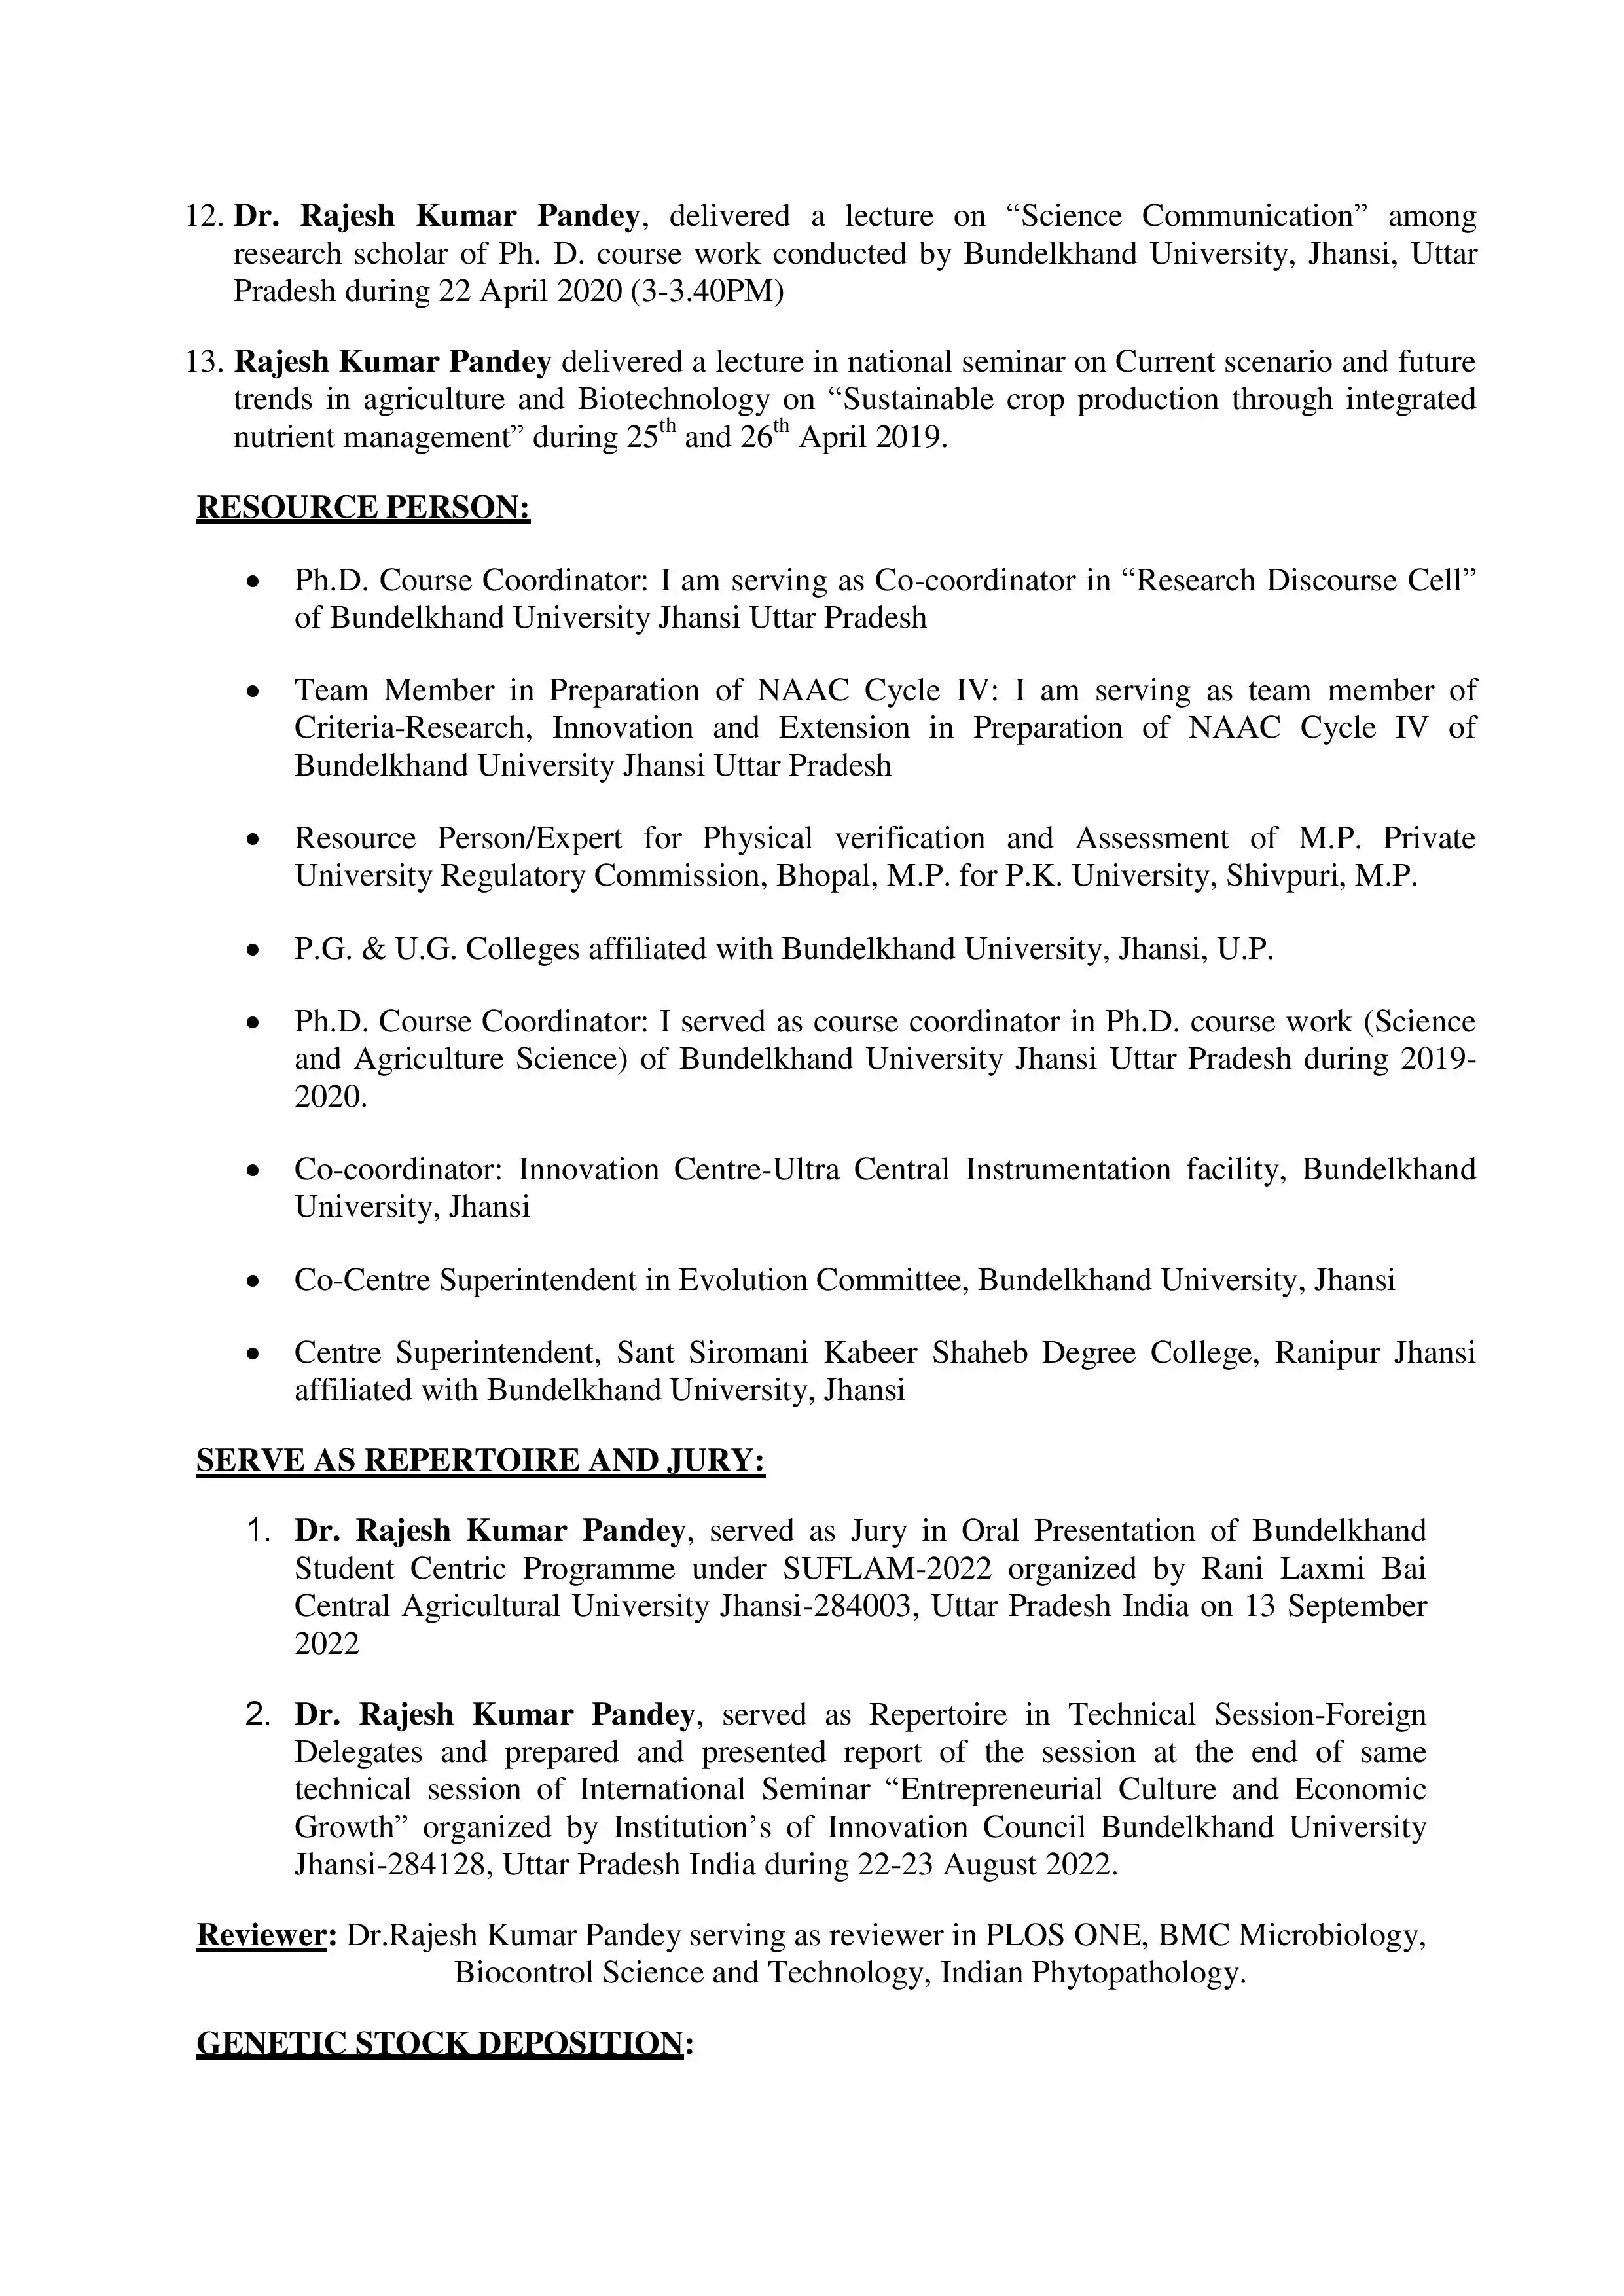 12. Dr. Rajesh Kumar Pandey, delivered a lecture on “Science Communication” among
research scholar of Ph. D. course work conducted by Bundelkhand University, Jhansi, Uttar
Pradesh during 22 April 2020 (3-3.40PM)
13. Rajesh Kumar Pandey delivered a lecture in national seminar on Current scenario and future
trends in agriculture and Biotechnology on “Sustainable crop production through integrated
nutrient management” during 25th and 26th April 2019.
RESOURCE PERSON:
• Ph.D. Course Coordinator: I am serving as Co-coordinator in “Research Discourse Cell”
of Bundelkhand University Jhansi Uttar Pradesh
• Team Member in Preparation of NAAC Cycle IV: I am serving as team member of
Criteria-Research, Innovation and Extension in Preparation of NAAC Cycle IV of
Bundelkhand University Jhansi Uttar Pradesh
• Resource Person/Expert for Physical verification and Assessment of M.P. Private
University Regulatory Commission, Bhopal, M.P. for P.K. University, Shivpuri, M.P.
• P.G. & U.G. Colleges affiliated with Bundelkhand University, Jhansi, U.P.
• Ph.D. Course Coordinator: I served as course coordinator in Ph.D. course work (Science
and Agriculture Science) of Bundelkhand University Jhansi Uttar Pradesh during 2019-
2020.
• Co-coordinator: Innovation Centre-Ultra Central Instrumentation facility, Bundelkhand
University, Jhansi
• Co-Centre Superintendent in Evolution Committee, Bundelkhand University, Jhansi
• Centre Superintendent, Sant Siromani Kabeer Shaheb Degree College, Ranipur Jhansi
affiliated with Bundelkhand University, Jhansi
SERVE AS REPERTOIRE AND JURY:
1. Dr. Rajesh Kumar Pandey, served as Jury in Oral Presentation of Bundelkhand
Student Centric Programme under SUFLAM-2022 organized by Rani Laxmi Bai
Central Agricultural University Jhansi-284003, Uttar Pradesh India on 13 September
2022
2. Dr. Rajesh Kumar Pandey, served as Repertoire in Technical Session-Foreign
Delegates and prepared and presented report of the session at the end of same
technical session of International Seminar “Entrepreneurial Culture and Economic
Growth” organized by Institution’s of Innovation Council Bundelkhand University
Jhansi-284128, Uttar Pradesh India during 22-23 August 2022.
Reviewer: Dr.Rajesh Kumar Pandey serving as reviewer in PLOS ONE, BMC Microbiology,
Biocontrol Science and Technology, Indian Phytopathology.
GENETIC STOCK DEPOSITION: